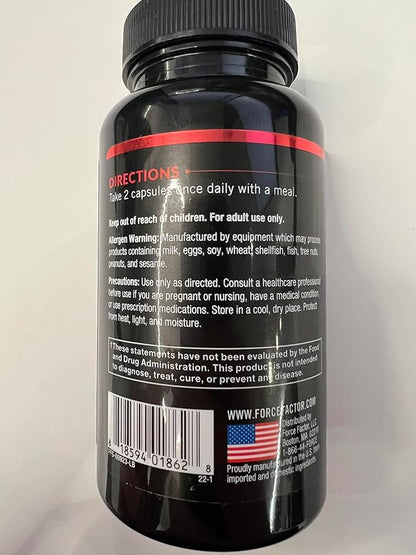 DIRECTIONS
Take 2 capsules once daily with a meal.
Keep out of reach of children. For adult use only.
Allergen Warning: Manufactured by equipment which may process
products containing milk, eggs, soy, wheat, shellfish, fish, tree nuts,
peanuts, and sesame.
Precautions: Use only as directed. Consult a healthcare professional
before use if you are pregnant or nursing, have a medical condition,
or use prescription medications. Store in a cool, dry place. Protect
from heat, light, and moisture.
†These statements have not been evaluated by the Food
and Drug Administration. This product is not intended
to diagnose, treat, cure, or prevent any disease.
WWW.FORCEFACTOR.COM
Distributed by
Force Factor, LLC
Boston, MA 02210
1-866-44-FORCE
Proudly manufactured in the U.S. from
imported and domestic ingredients.
8 18594 01862 8
22-1